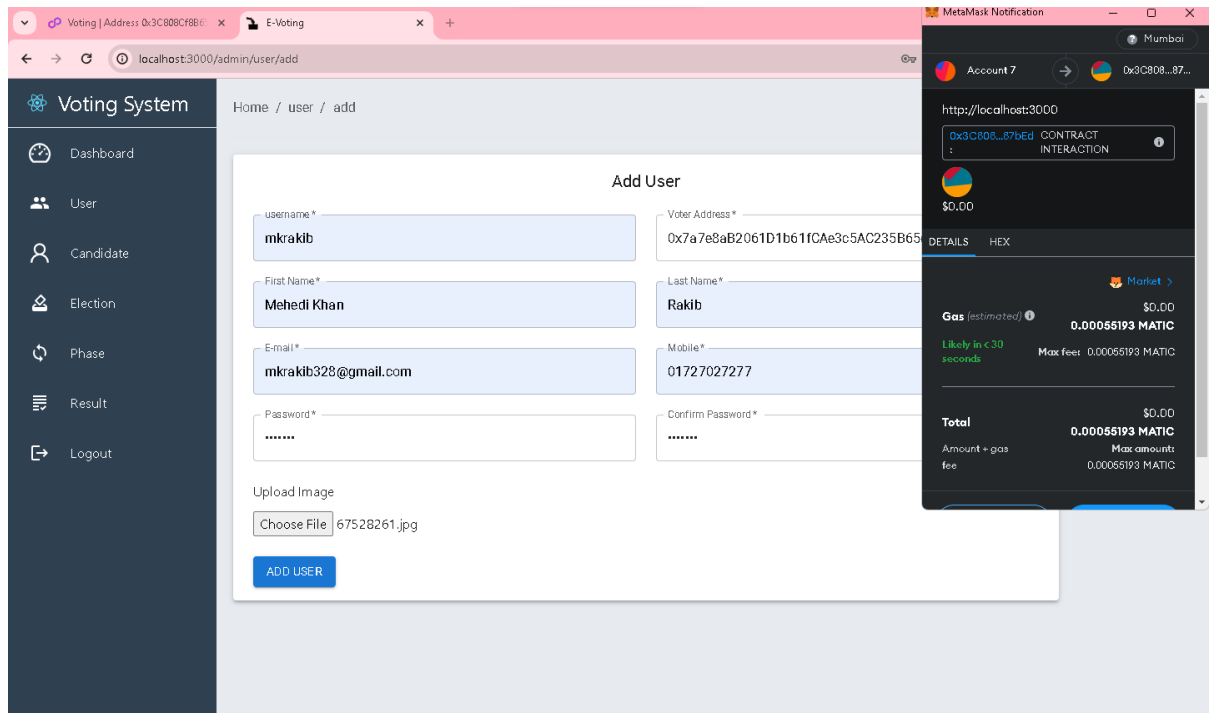 Voting | Address 0x3C808Cf8B6
E-Voting
localhost:3000/admin/user/add
Voting System
Dashboard
User
Candidate
Election
Phase
Result
Logout
Home / user / add
Add User
username *
mkrakib
Voter Address *
0x7a7e8aB2061D1b61fCAe3c5AC235B65
First Name *
Mehedi Khan
Last Name *
Rakib
E-mail *
mkrakib328@gmail.com
Mobile *
01727027277
Password *
•••••••
Confirm Password *
•••••••
Upload Image
Choose File 67528261.jpg
ADD USER
MetaMask Notification
Mumbai
Account 7
0x3C808...87...
http://localhost:3000
0x3C808...87bEd CONTRACT
: INTERACTION
$0.00
DETAILS HEX
Market >
$0.00
Gas (estimated) 0.00055193 MATIC
Likely in < 30
seconds
Max fee: 0.00055193 MATIC
$0.00
Total
0.00055193 MATIC
Amount + gas
fee
Max amount:
0.00055193 MATIC